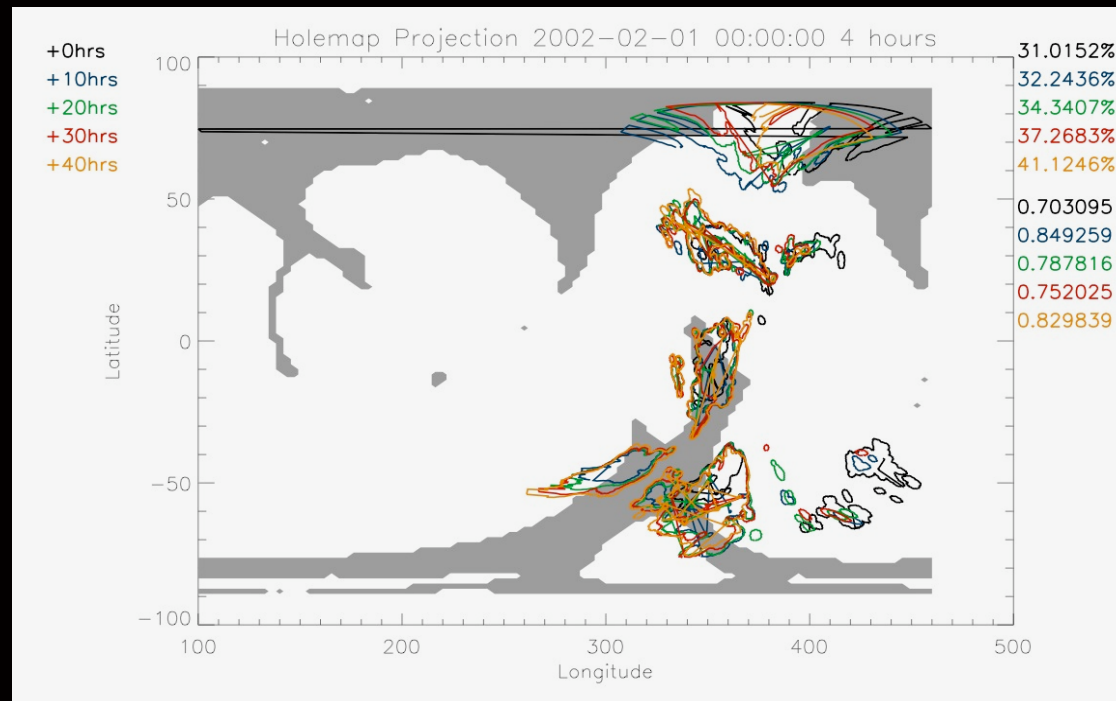 Holemap Projection 2002-02-01 00:00:00 4 hours
+0hrs
+10hrs
+20hrs
+30hrs
+40hrs
31.0152%
32.2436%
34.3407%
37.2683%
41.1246%
0.703095
0.849259
0.787816
0.752025
0.829839
Latitude
100
50
0
-50
-100
100
200
300
400
500
Longitude